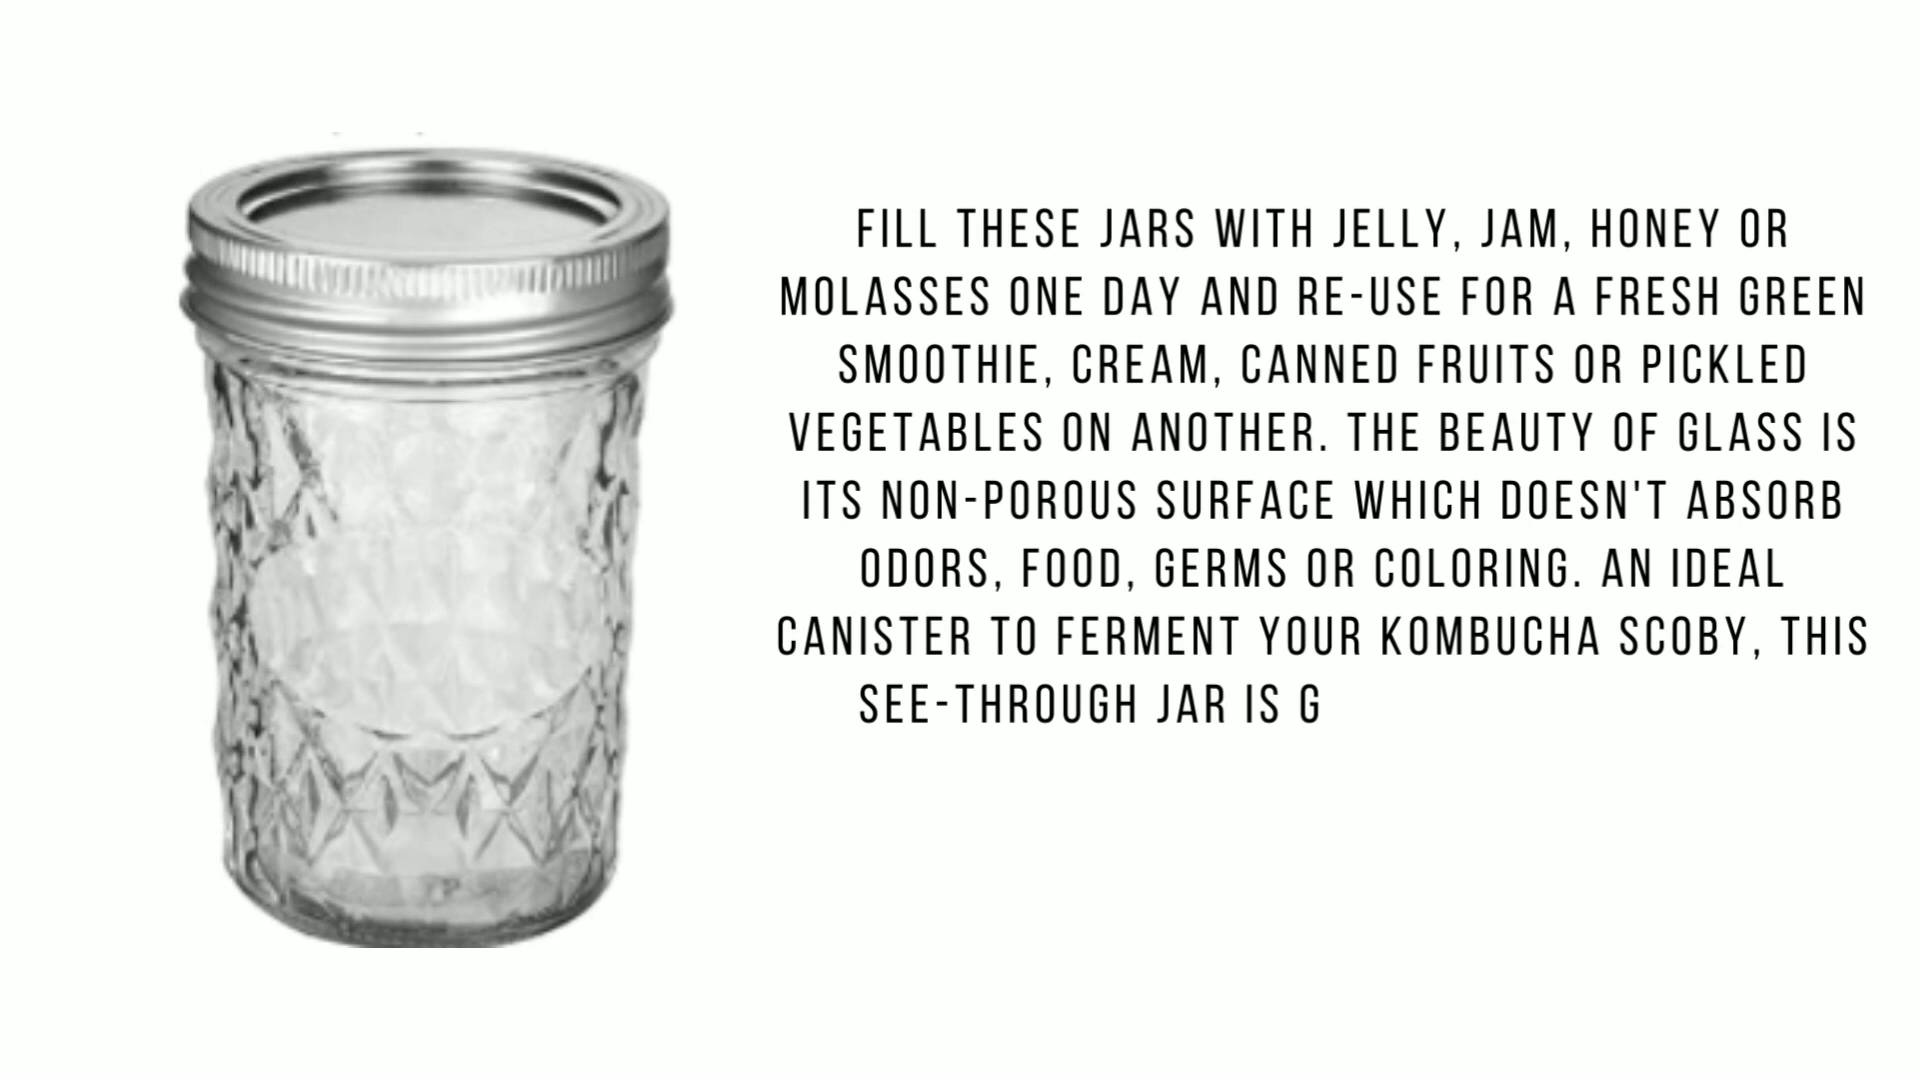 FILL THESE JARS WITH JELLY, JAM, HONEY OR
MOLASSES ONE DAY AND RE-USE FOR A FRESH GREEN
SMOOTHIE, CREAM, CANNED FRUITS OR PICKLED
VEGETABLES ON ANOTHER. THE BEAUTY OF GLASS IS
ITS NON-POROUS SURFACE WHICH DOESN'T ABSORB
ODORS, FOOD, GERMS OR COLORING. AN IDEAL
CANISTER TO FERMENT YOUR KOMBUCHA SCOBY, THIS
SEE-THROUGH JAR IS G